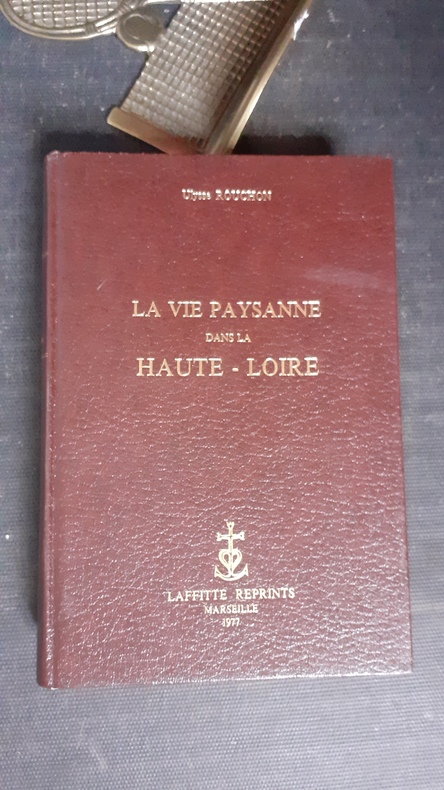 Ulysse ROUCHON
LA VIE PAYSANNE
DANS LA
HAUTE - LOIRE
LAFFITTE REPRINTS
MARSEILLE
1977